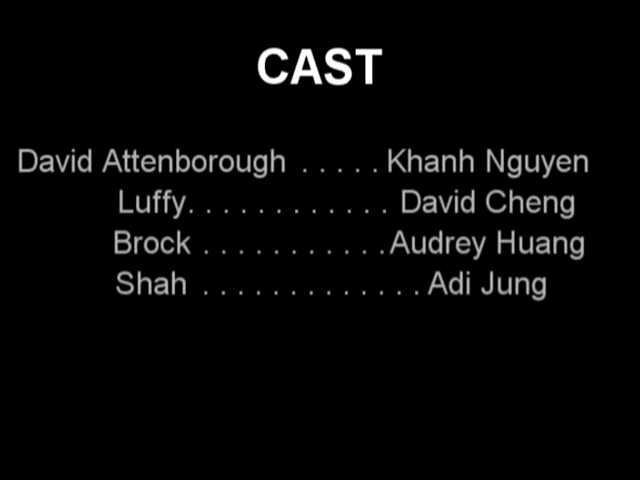 CAST
David Attenborough . . . . . Khanh Nguyen
Luffy. . . . . . . . . . . . David Cheng
Brock . . . . . . . . . . .Audrey Huang
Shah . . . . . . . . . . . . . Adi Jung